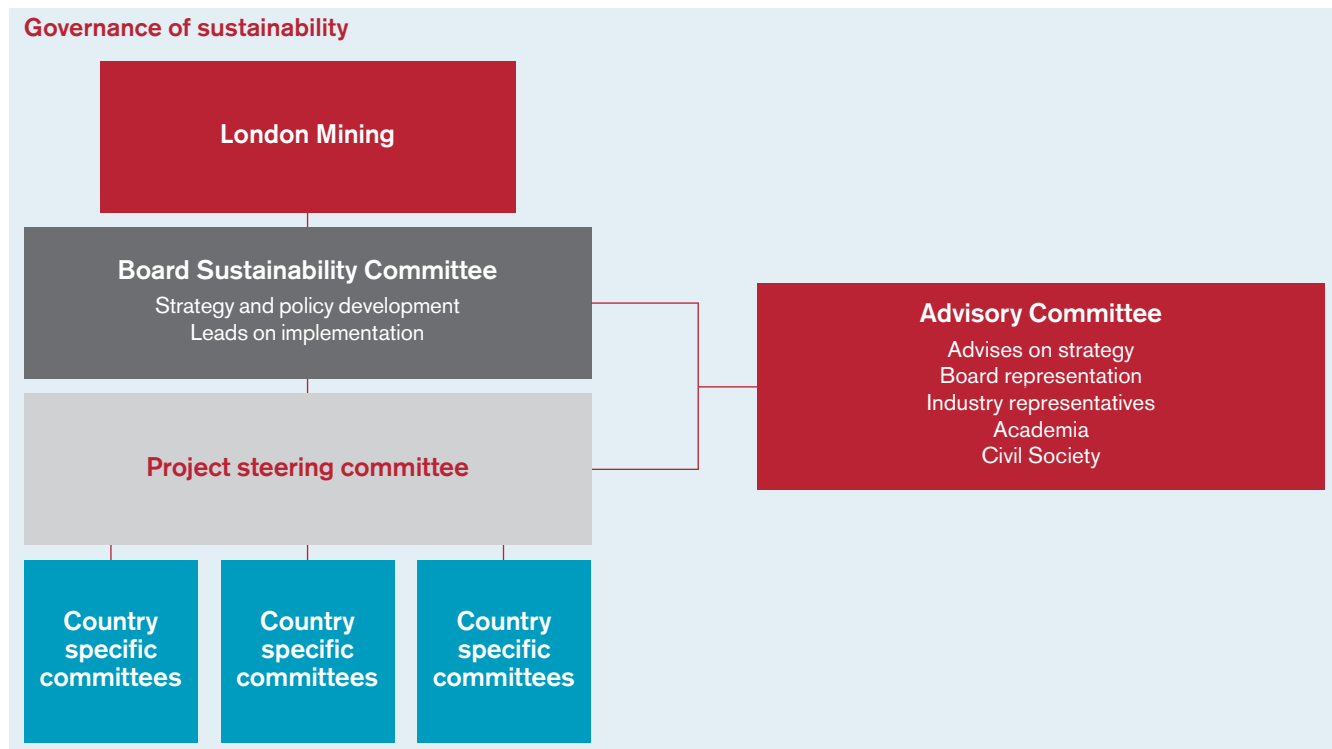 Governance of sustainability
London Mining
Board Sustainability Committee
Strategy and policy development
Leads on implementation
Advisory Committee
Advises on strategy
Board representation
Industry representatives
Academia
Civil Society
Project steering committee
Country
specific
committees
Country
specific
committees
Country
specific
committees